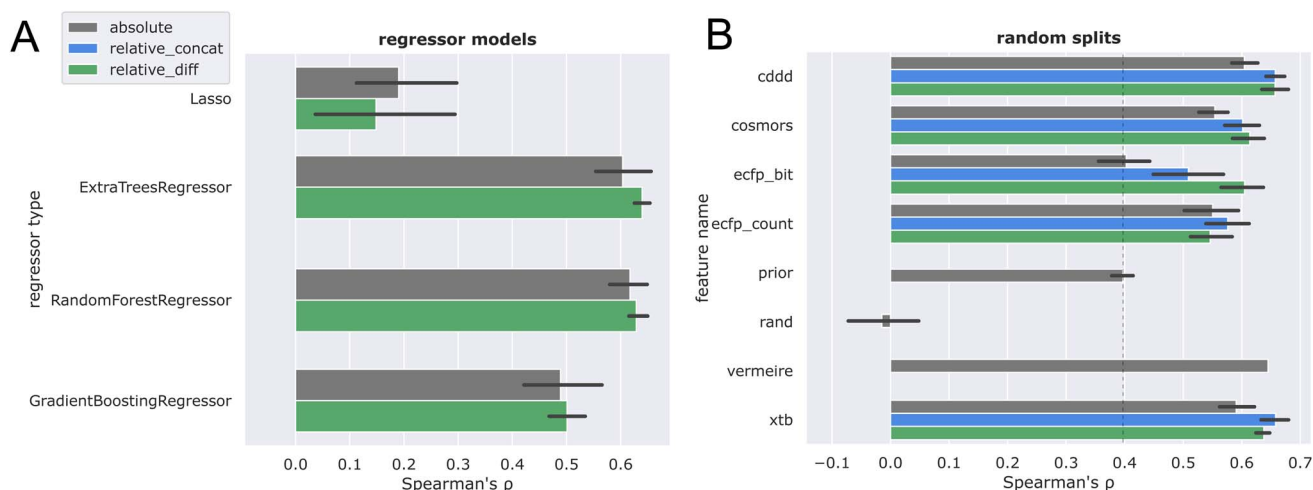 A
absolute
relative_concat
relative_diff
regressor models
regressor type
Lasso
ExtraTreesRegressor
RandomForestRegressor
GradientBoostingRegressor
0.0 0.1 0.2 0.3 0.4 0.5 0.6
Spearman's ρ
B
random splits
feature name
cddd
cosmors
ecfp_bit
ecfp_count
prior
rand
vermeire
xtb
−0.1 0.0 0.1 0.2 0.3 0.4 0.5 0.6 0.7
Spearman's ρ